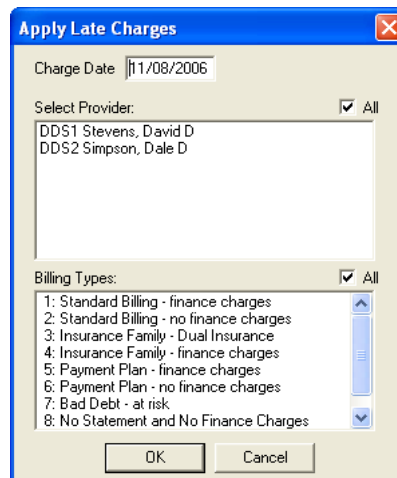 Apply Late Charges
Charge Date 11/08/2006
Select Provider: All
DDS1 Stevens, David D
DDS2 Simpson, Dale D
Billing Types: All
1: Standard Billing - finance charges
2: Standard Billing - no finance charges
3: Insurance Family - Dual Insurance
4: Insurance Family - finance charges
5: Payment Plan - finance charges
6: Payment Plan - no finance charges
7: Bad Debt - at risk
8: No Statement and No Finance Charges
OK Cancel